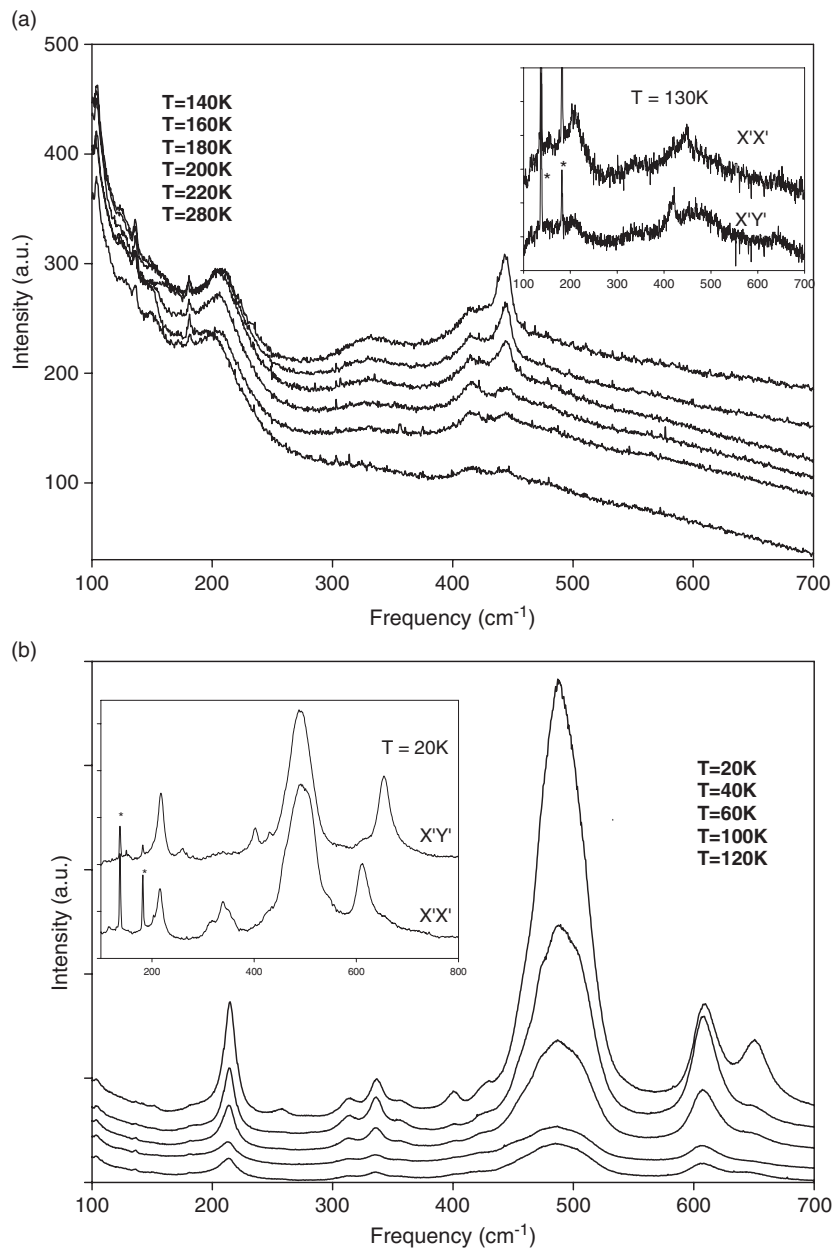 (a)
500
400
300
200
100
Intensity (a.u.)
T=140K
T=160K
T=180K
T=200K
T=220K
T=280K
T = 130K
X'X'
*
*
X'Y'
100 200 300 400 500 600 700
100 200 300 400 500 600 700
Frequency (cm-1)
(b)
Intensity (a.u.)
T = 20K
*
X'Y'
*
X'X'
200 400 600 800
T=20K
T=40K
T=60K
T=100K
T=120K
100 200 300 400 500 600 700
Frequency (cm-1)